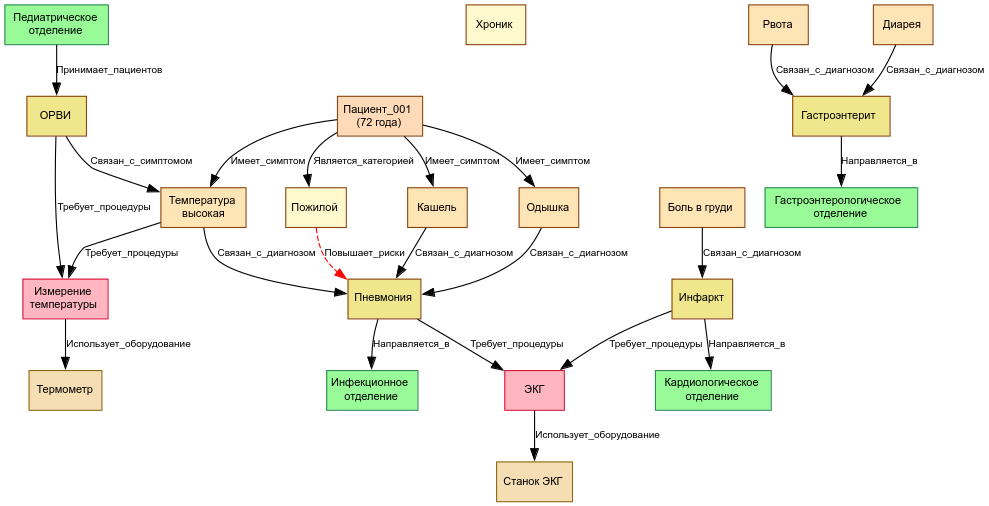 Педиатрическое
отделение
Хроник
Рвота
Диарея
Принимает_пациентов
Связан_с_диагнозом
Связан_с_диагнозом
ОРВИ
Пациент_001
(72 года)
Гастроэнтерит
Связан_с_симптомом
Имеет_симптом
Является_категорией
Имеет_симптом
Имеет_симптом
Направляется_в
Температура
высокая
Пожилой
Кашель
Одышка
Боль в груди
Гастроэнтерологическое
отделение
Требует_процедуры
Требует_процедуры
Связан_с_диагнозом
Повышает_риски
Связан_с_диагнозом
Связан_с_диагнозом
Связан_с_диагнозом
Измерение
температуры
Пневмония
Инфаркт
Использует_оборудование
Направляется_в
Требует_процедуры
Требует_процедуры
Направляется_в
Термометр
Инфекционное
отделение
ЭКГ
Кардиологическое
отделение
Использует_оборудование
Станок ЭКГ